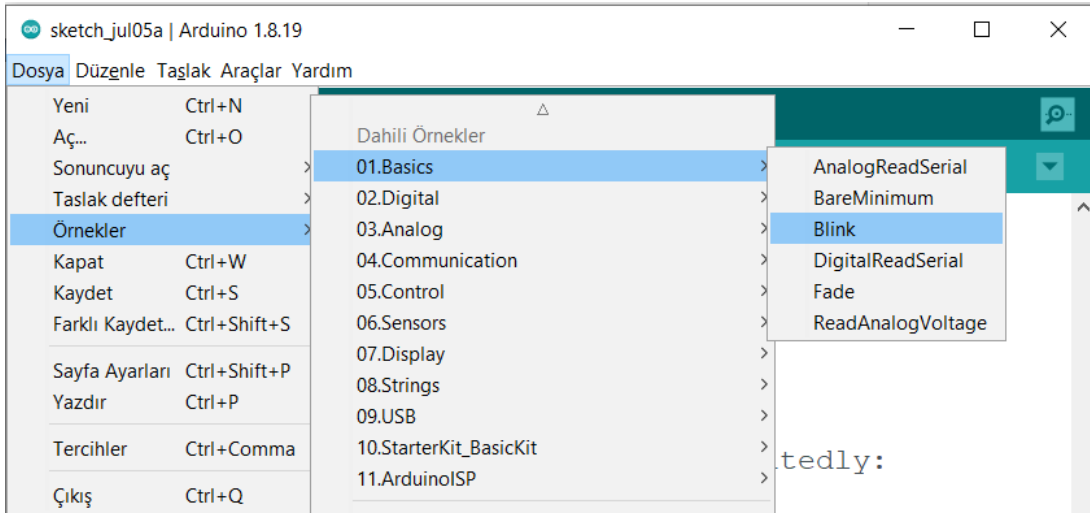 sketch_jul05a | Arduino 1.8.19
Dosya Düzenle Taslak Araçlar Yardım
Yeni Ctrl+N
Aç... Ctrl+O
Sonuncuyu aç
Taslak defteri
Örnekler
Kapat Ctrl+W
Kaydet Ctrl+S
Farklı Kaydet... Ctrl+Shift+S
Sayfa Ayarları Ctrl+Shift+P
Yazdır Ctrl+P
Tercihler Ctrl+Comma
Çıkış Ctrl+Q
Dahili Örnekler
01.Basics
02.Digital
03.Analog
04.Communication
05.Control
06.Sensors
07.Display
08.Strings
09.USB
10.StarterKit_BasicKit
11.ArduinoISP
AnalogReadSerial
BareMinimum
Blink
DigitalReadSerial
Fade
ReadAnalogVoltage
tedly: